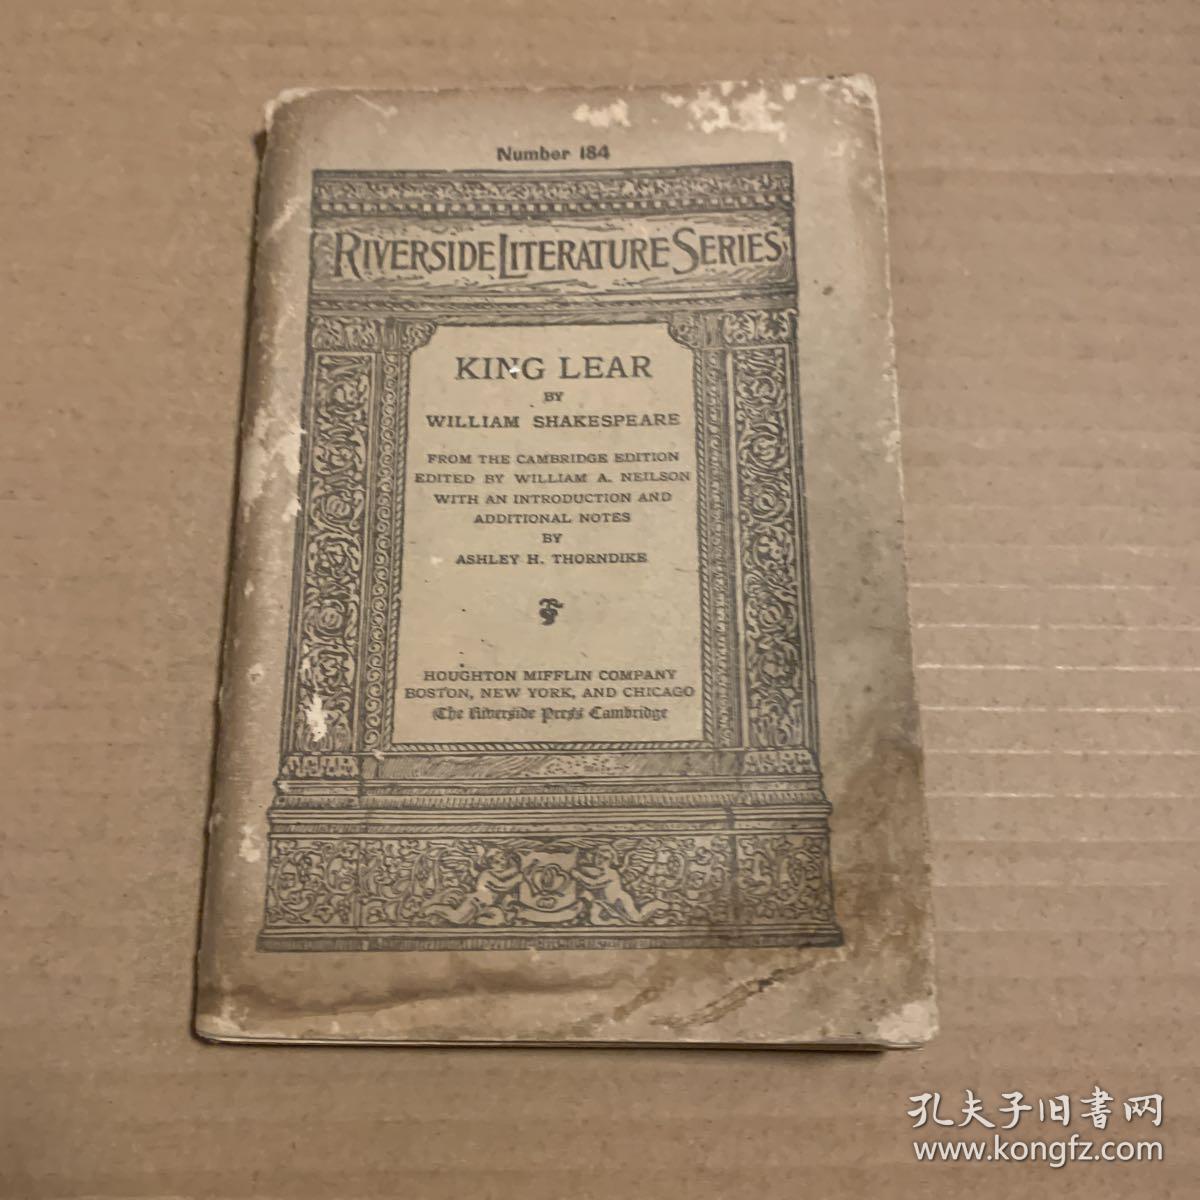 Number 184
RIVERSIDE LITERATURE SERIES
KING LEAR
BY
WILLIAM SHAKESPEARE
FROM THE CAMBRIDGE EDITION
EDITED BY WILLIAM A. NEILSON
WITH AN INTRODUCTION AND
ADDITIONAL NOTES
BY
ASHLEY H. THORNDIKE
HOUGHTON MIFFLIN COMPANY
BOSTON, NEW YORK, AND CHICAGO
The Riverside Press Cambridge
孔夫子旧书网
www.kongfz.com